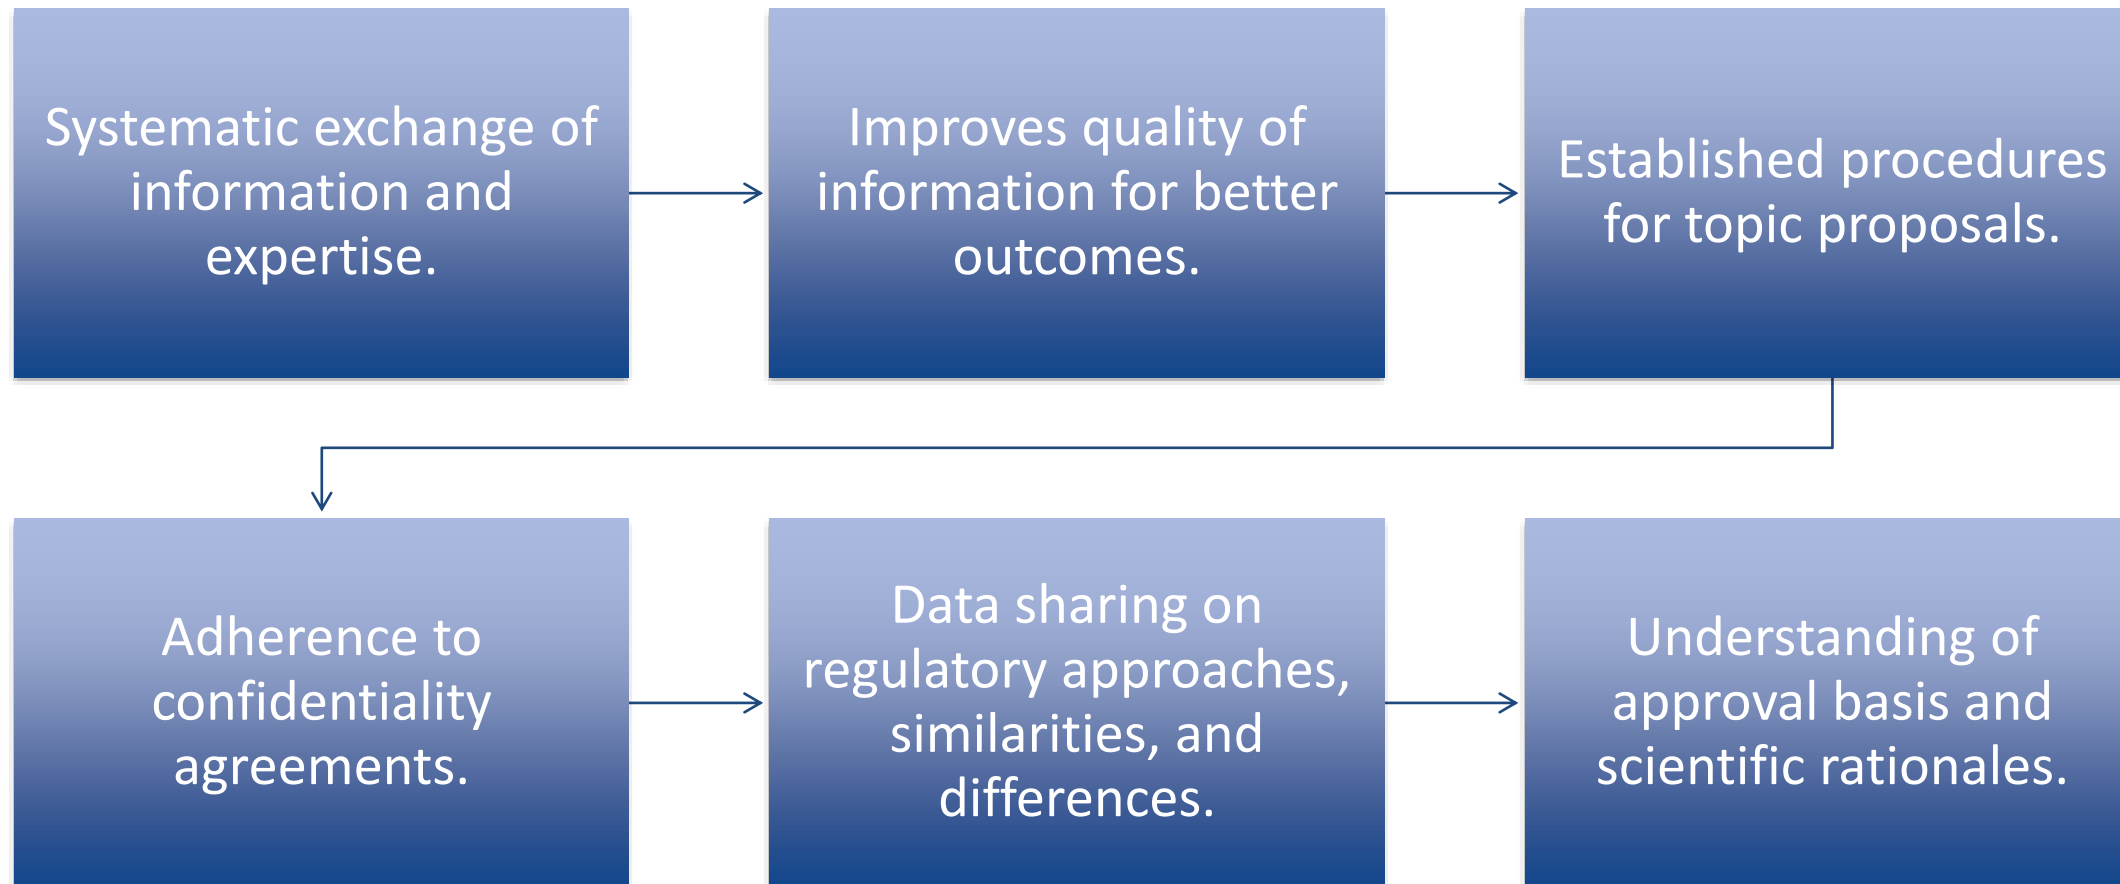 Systematic exchange of
information and
expertise.
Improves quality of
information for better
outcomes.
Established procedures
for topic proposals.
Adherence to
confidentiality
agreements.
Data sharing on
regulatory approaches,
similarities, and
differences.
Understanding of
approval basis and
scientific rationales.